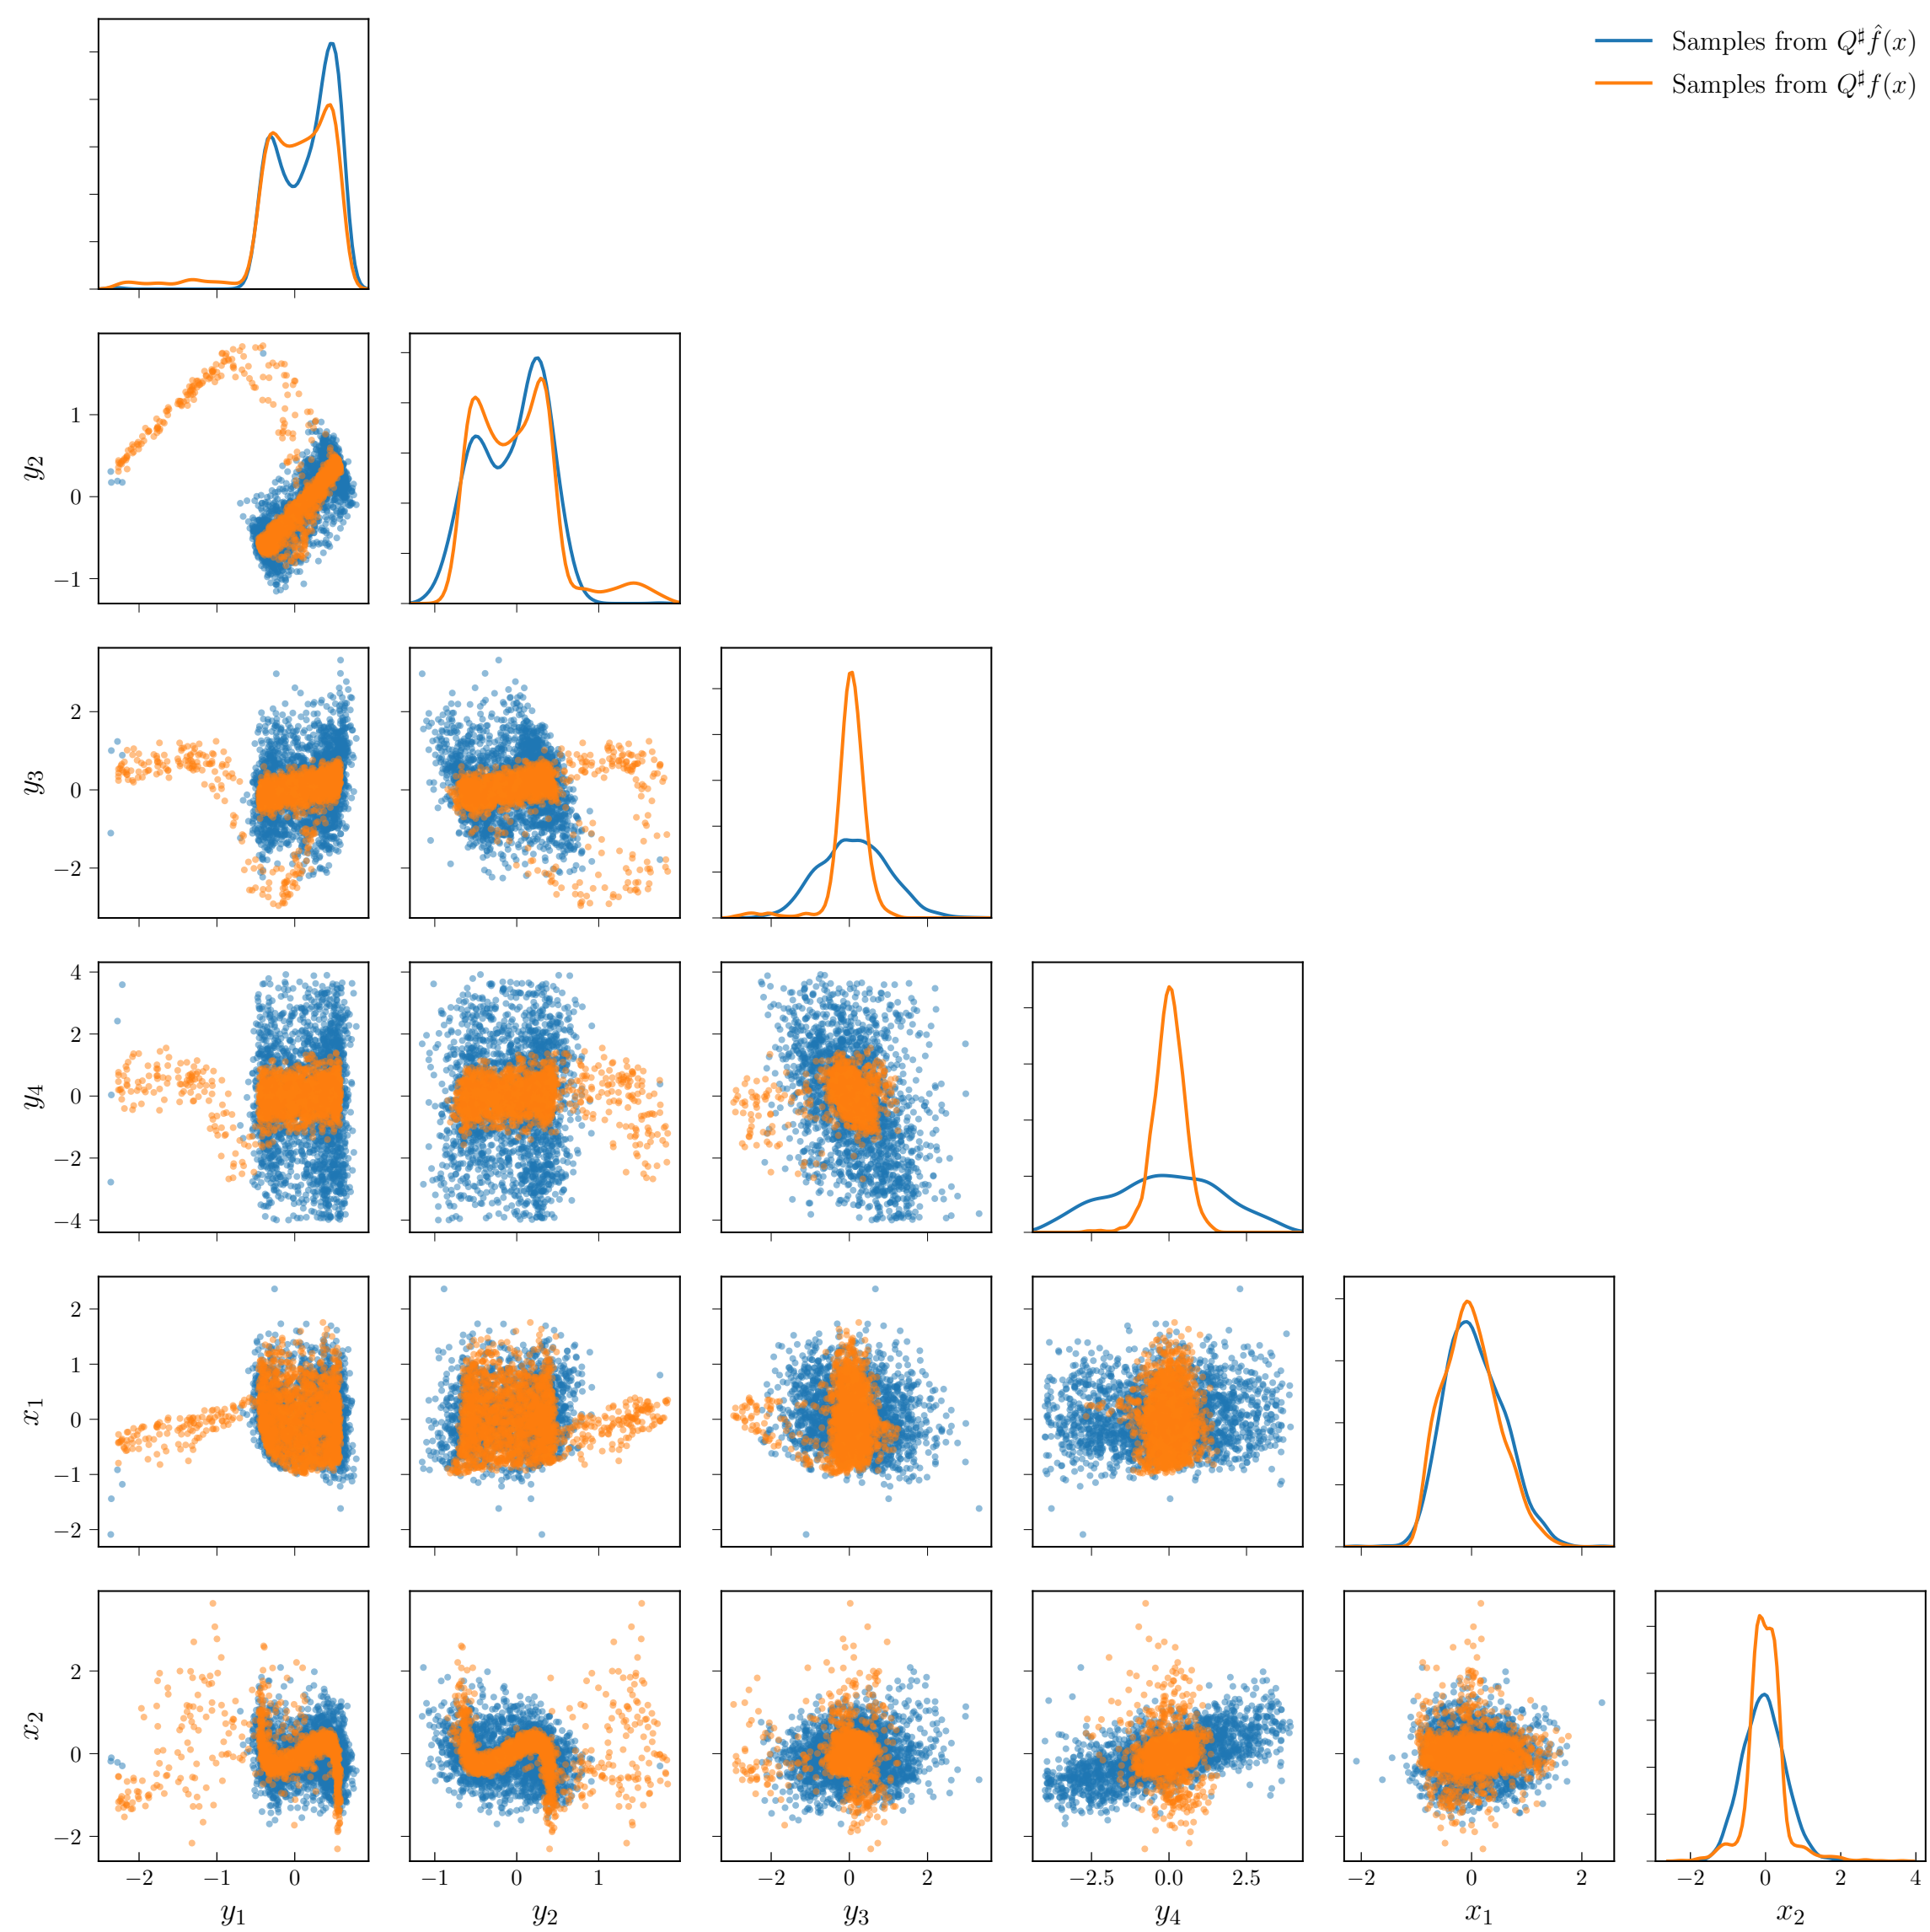 Samples from Q♯f̂(x)
Samples from Q♯f(x)
y₂
1
0
−1
y₃
2
0
−2
y₄
4
2
0
−2
−4
x₁
2
1
0
−1
−2
x₂
2
0
−2
−2 −1 0
−1 0 1
−2 0 2
−2.5 0.0 2.5
−2 0 2
−2 0 2 4
y₁ y₂ y₃ y₄ x₁ x₂